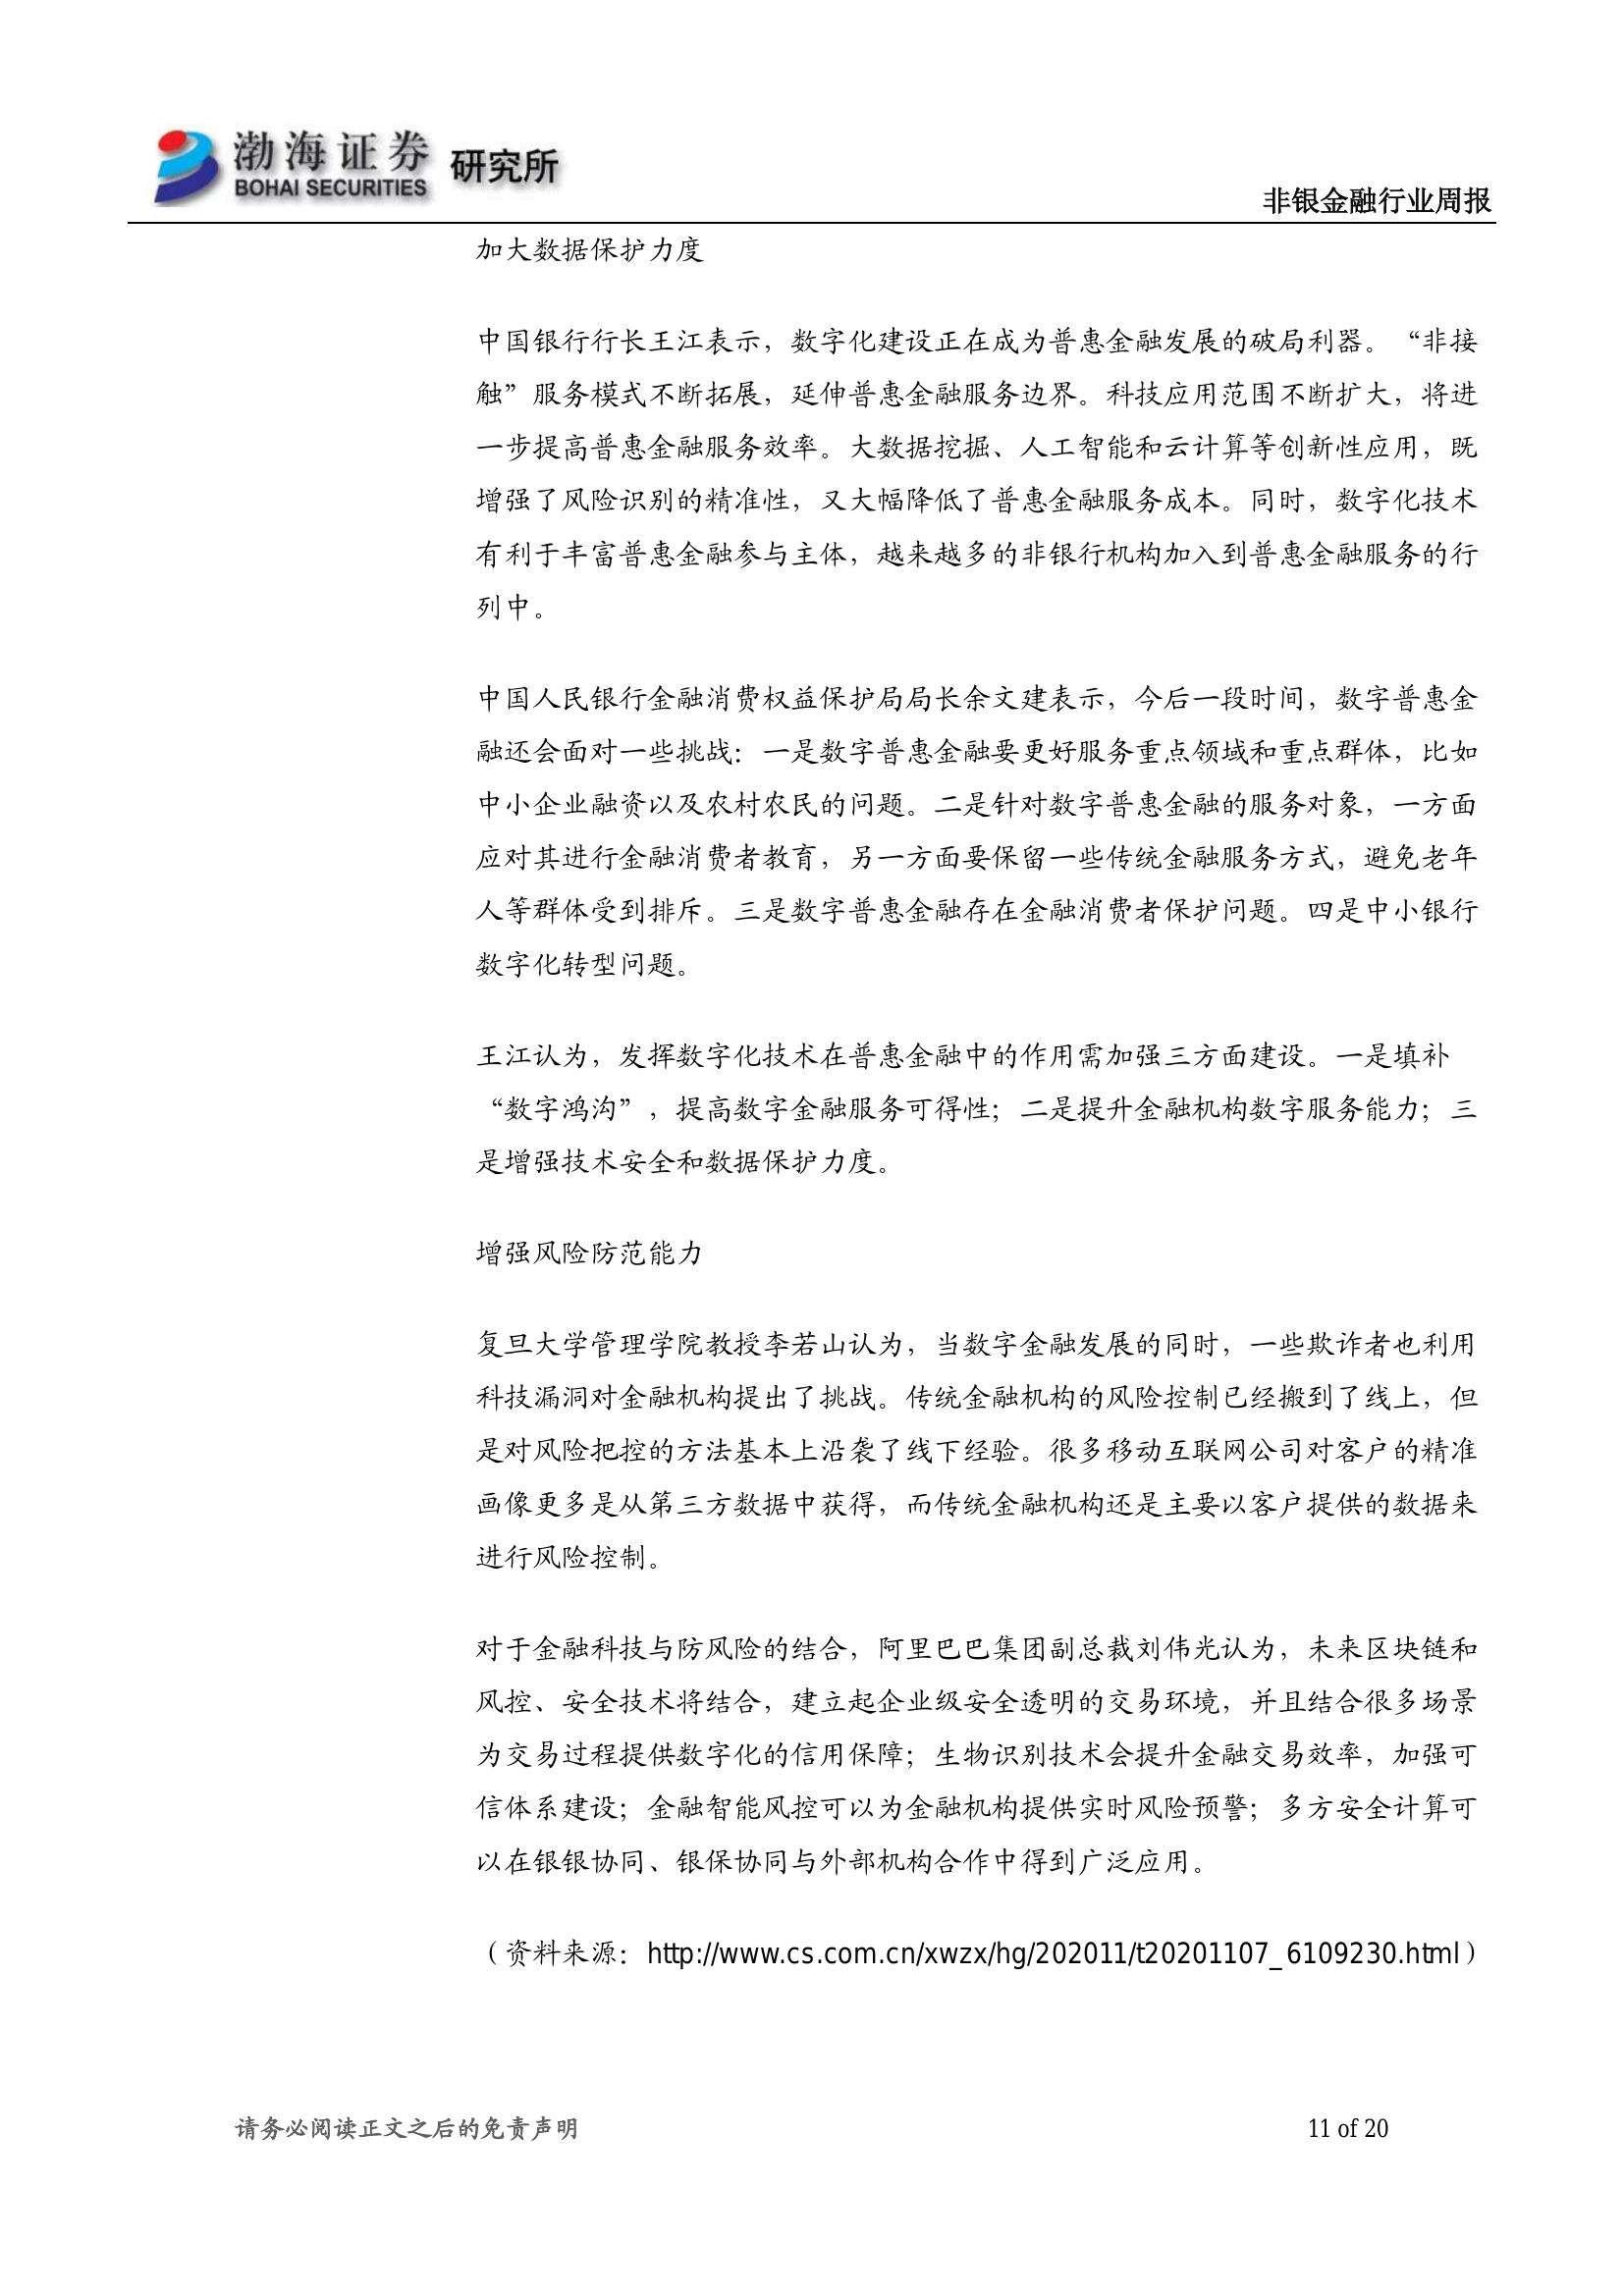 渤海证券 研究所
BOHAI SECURITIES
非银金融行业周报
加大数据保护力度
中国银行行长王江表示，数字化建设正在成为普惠金融发展的破局利器。“非接
触”服务模式不断拓展，延伸普惠金融服务边界。科技应用范围不断扩大，将进
一步提高普惠金融服务效率。大数据挖掘、人工智能和云计算等创新性应用，既
增强了风险识别的精准性，又大幅降低了普惠金融服务成本。同时，数字化技术
有利于丰富普惠金融参与主体，越来越多的非银行机构加入到普惠金融服务的行
列中。
中国人民银行金融消费权益保护局局长余文建表示，今后一段时间，数字普惠金
融还会面对一些挑战：一是数字普惠金融要更好服务重点领域和重点群体，比如
中小企业融资以及农村农民的问题。二是针对数字普惠金融的服务对象，一方面
应对其进行金融消费者教育，另一方面要保留一些传统金融服务方式，避免老年
人等群体受到排斥。三是数字普惠金融存在金融消费者保护问题。四是中小银行
数字化转型问题。
王江认为，发挥数字化技术在普惠金融中的作用需加强三方面建设。一是填补
“数字鸿沟”，提高数字金融服务可得性；二是提升金融机构数字服务能力；三
是增强技术安全和数据保护力度。
增强风险防范能力
复旦大学管理学院教授李若山认为，当数字金融发展的同时，一些欺诈者也利用
科技漏洞对金融机构提出了挑战。传统金融机构的风险控制已经搬到了线上，但
是对风险把控的方法基本上沿袭了线下经验。很多移动互联网公司对客户的精准
画像更多是从第三方数据中获得，而传统金融机构还是主要以客户提供的数据来
进行风险控制。
对于金融科技与防风险的结合，阿里巴巴集团副总裁刘伟光认为，未来区块链和
风控、安全技术将结合，建立起企业级安全透明的交易环境，并且结合很多场景
为交易过程提供数字化的信用保障；生物识别技术会提升金融交易效率，加强可
信体系建设；金融智能风控可以为金融机构提供实时风险预警；多方安全计算可
以在银银协同、银保协同与外部机构合作中得到广泛应用。
（资料来源：http://www.cs.com.cn/xwzx/hg/202011/t20201107_6109230.html）
请务必阅读正文之后的免责声明
11 of 20